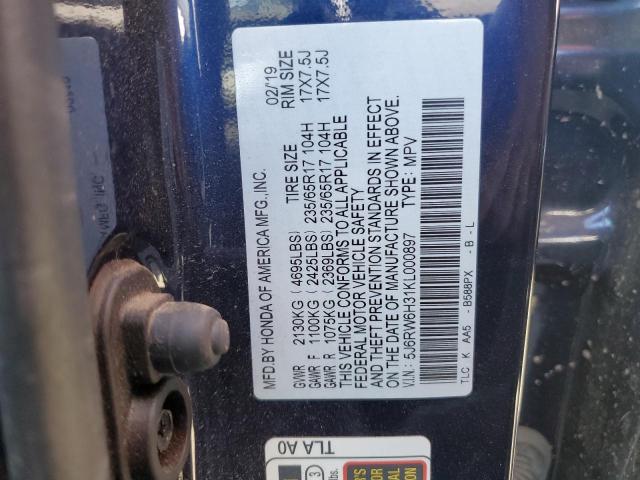 MFD.BY HONDA OF AMERICA MFG.,INC. 02/19
TIRE SIZE RIM SIZE
GVWR 2130KG (4695LBS)
GAWR F 1100KG (2425LBS) 235/65R17 104H 17X7.5J
GAWR R 1075KG (2369LBS) 235/65R17 104H 17X7.5J
THIS VEHICLE CONFORMS TO ALL APPLICABLE
FEDERAL MOTOR VEHICLE SAFETY
AND THEFT PREVENTION STANDARDS IN EFFECT
ON THE DATE OF MANUFACTURE SHOWN ABOVE.
V.I.N: 5J6RW6H31KL000897 TYPE: MPV
TLC K AA5 - B588PX - B - L
TLA A0
3
lbs.